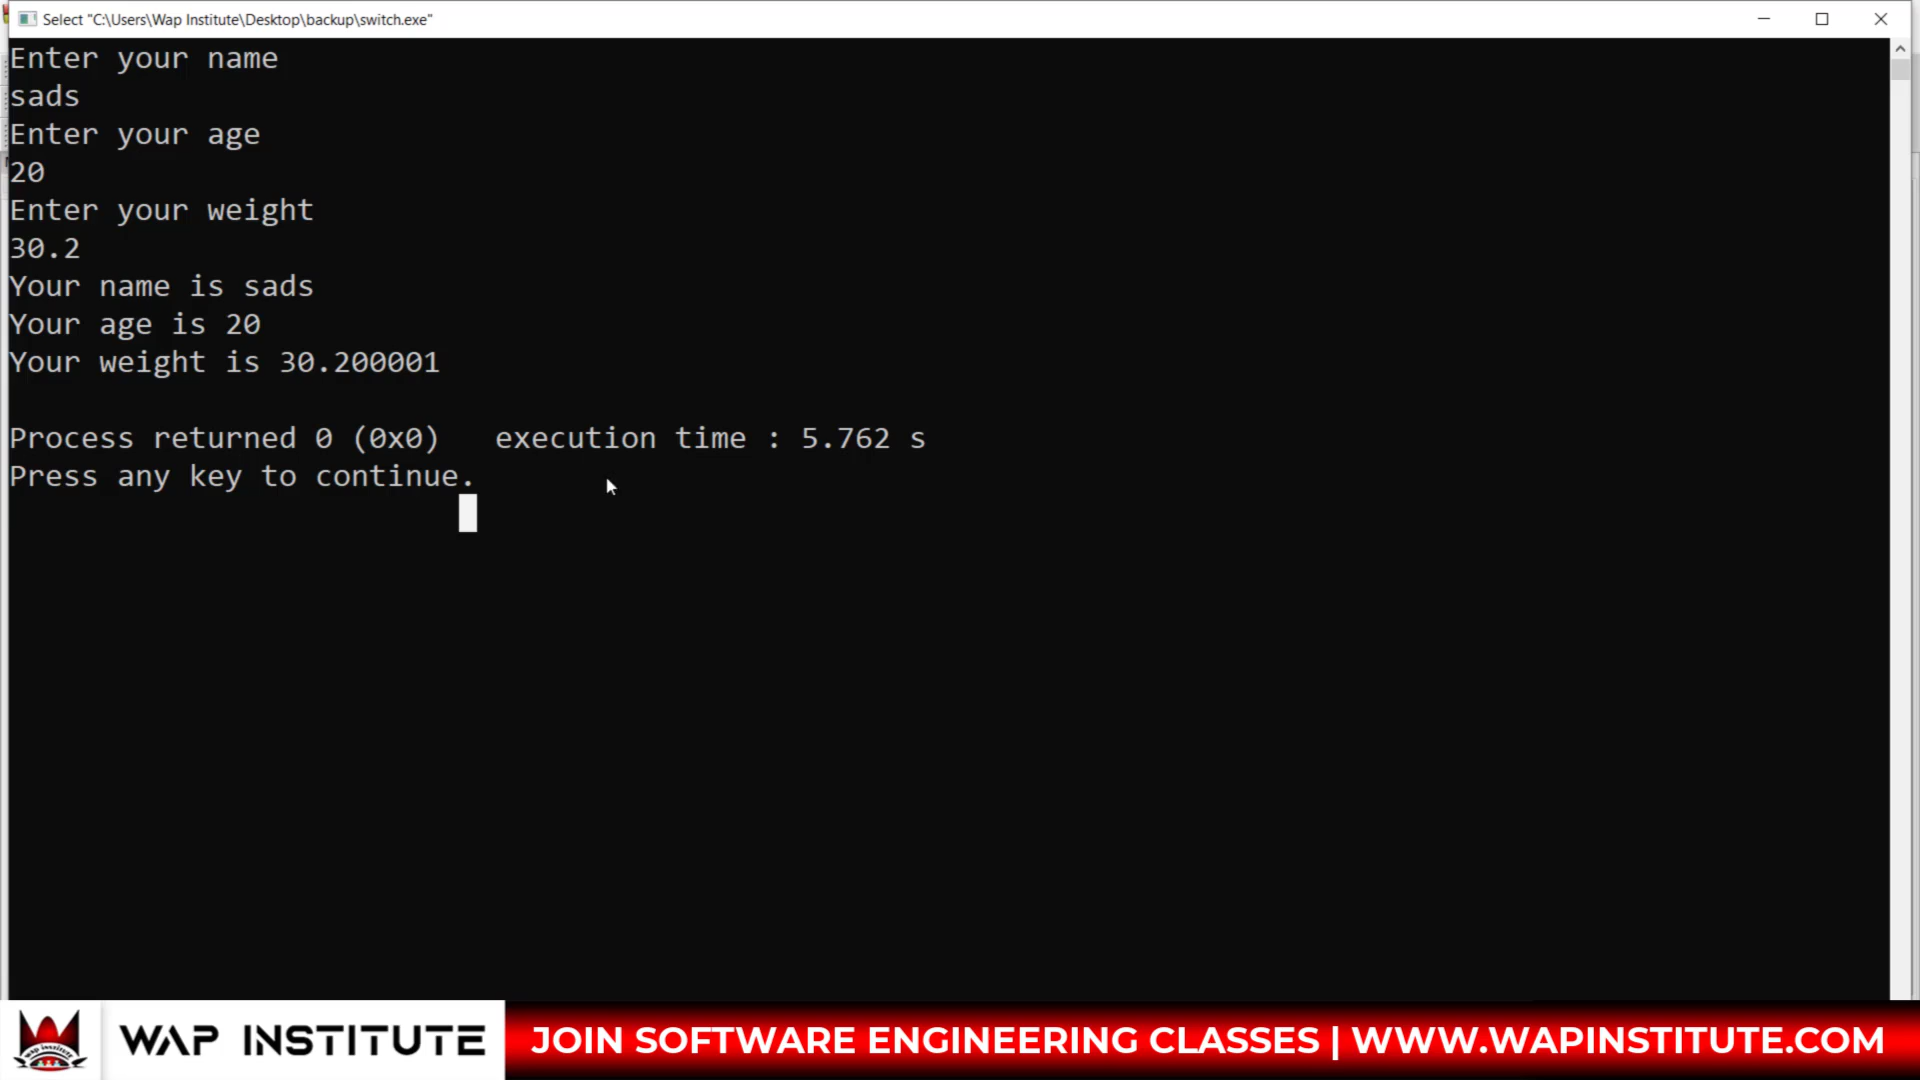 Select "C:\Users\Wap Institute\Desktop\backup\switch.exe"
Enter your name
sads
Enter your age
20
Enter your weight
30.2
Your name is sads
Your age is 20
Your weight is 30.200001
Process returned 0 (0x0)   execution time : 5.762 s
Press any key to continue.
WAP INSTITUTE
JOIN SOFTWARE ENGINEERING CLASSES | WWW.WAPINSTITUTE.COM